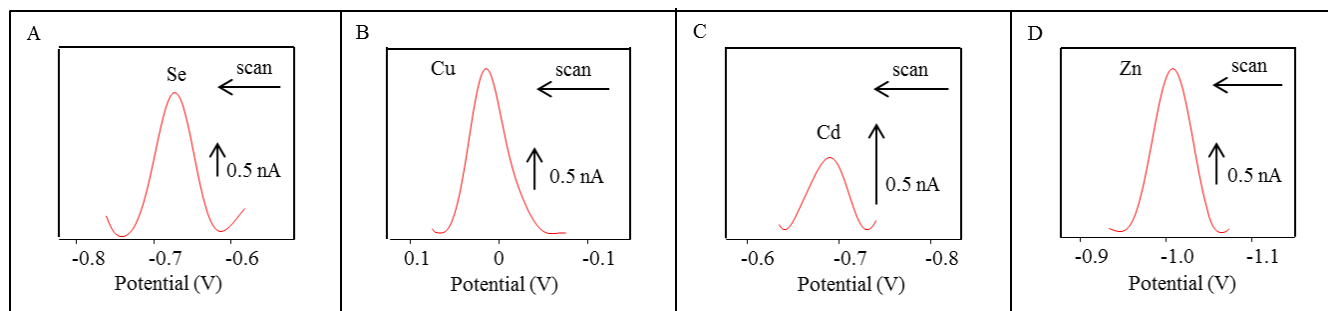 A
Se
scan
0.5 nA
-0.8 -0.7 -0.6
Potential (V)
B
Cu
scan
0.5 nA
0.1 0 -0.1
Potential (V)
C
scan
Cd
0.5 nA
-0.6 -0.7 -0.8
Potential (V)
D
Zn
scan
0.5 nA
-0.9 -1.0 -1.1
Potential (V)